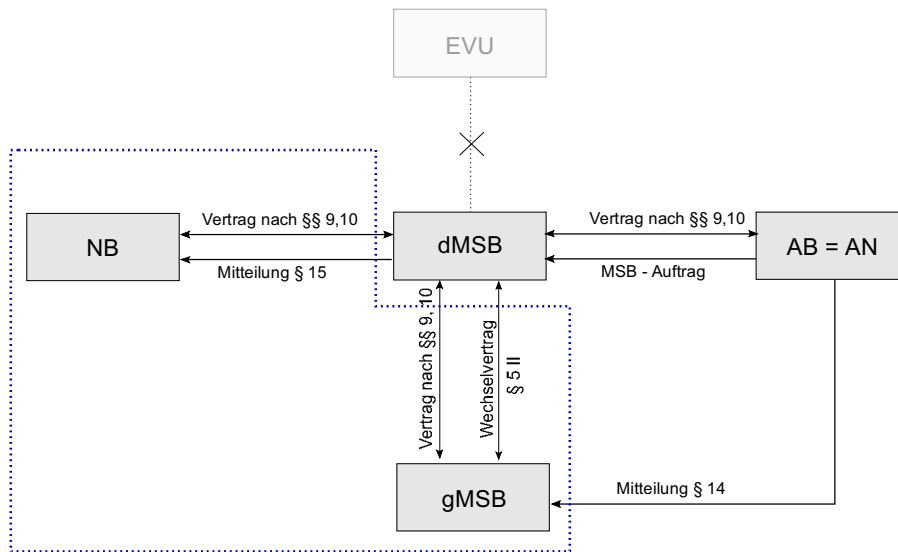 EVU
Vertrag nach §§ 9,10
Vertrag nach §§ 9,10
NB
dMSB
AB = AN
Mitteilung § 15
MSB - Auftrag
Vertrag nach §§ 9, 10
Wechselvertrag
§ 5 II
gMSB
Mitteilung § 14